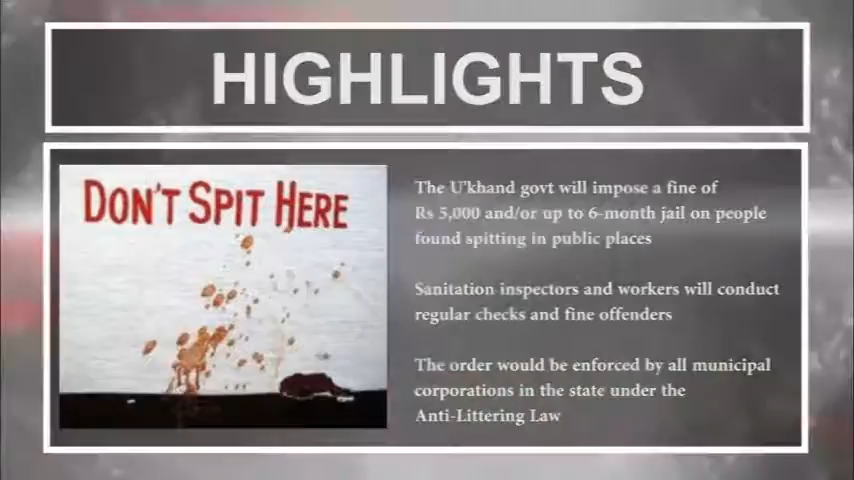 HIGHLIGHTS
DON'T SPIT HERE
The U'khand govt will impose a fine of
Rs 5,000 and/or up to 6-month jail on people
found spitting in public places
Sanitation inspectors and workers will conduct
regular checks and fine offenders
The order would be enforced by all municipal
corporations in the state under the
Anti-Littering Law